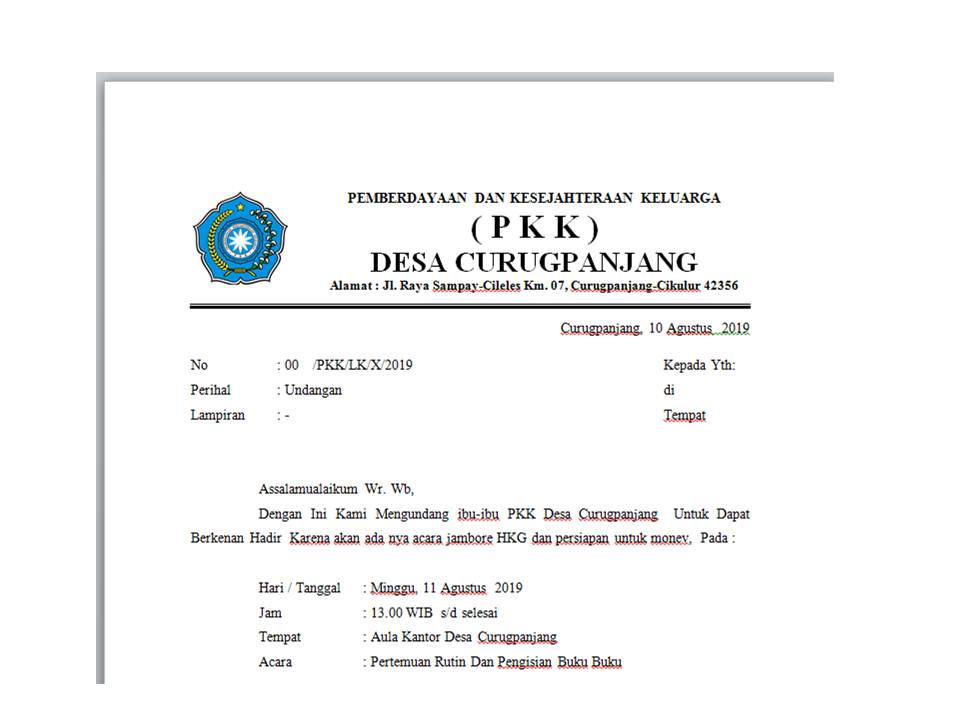 PEMBERDAYAAN DAN KESEJAHTERAAN KELUARGA
( P K K )
DESA CURUGPANJANG
Alamat : Jl. Raya Sampay-Cileles Km. 07, Curugpanjang-Cikulur 42356
Curugpanjang, 10 Agustus 2019
No : 00 /PKK/LK/X/2019 Kepada Yth:
Perihal : Undangan di
Lampiran : - Tempat
Assalamualaikum Wr. Wb,
Dengan Ini Kami Mengundang ibu-ibu PKK Desa Curugpanjang Untuk Dapat
Berkenan Hadir Karena akan ada nya acara jambore HKG dan persiapan untuk monev, Pada :
Hari / Tanggal : Minggu, 11 Agustus 2019
Jam : 13.00 WIB s/d selesai
Tempat : Aula Kantor Desa Curugpanjang
Acara : Pertemuan Rutin Dan Pengisian Buku Buku